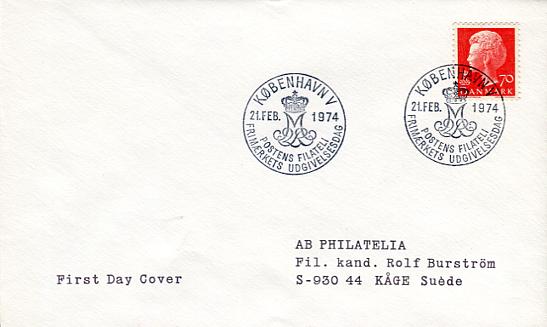 70
DANMARK
KØBENHAVN V
21.FEB. 1974
POSTENS FILATELI
FRIMÆRKETS UDGIVELSESDAG
KØBENHAVN V
21.FEB. 1974
POSTENS FILATELI
FRIMÆRKETS UDGIVELSESDAG
AB PHILATELIA
Fil. kand. Rolf Burström
S-930 44 KÅGE Suède
First Day Cover